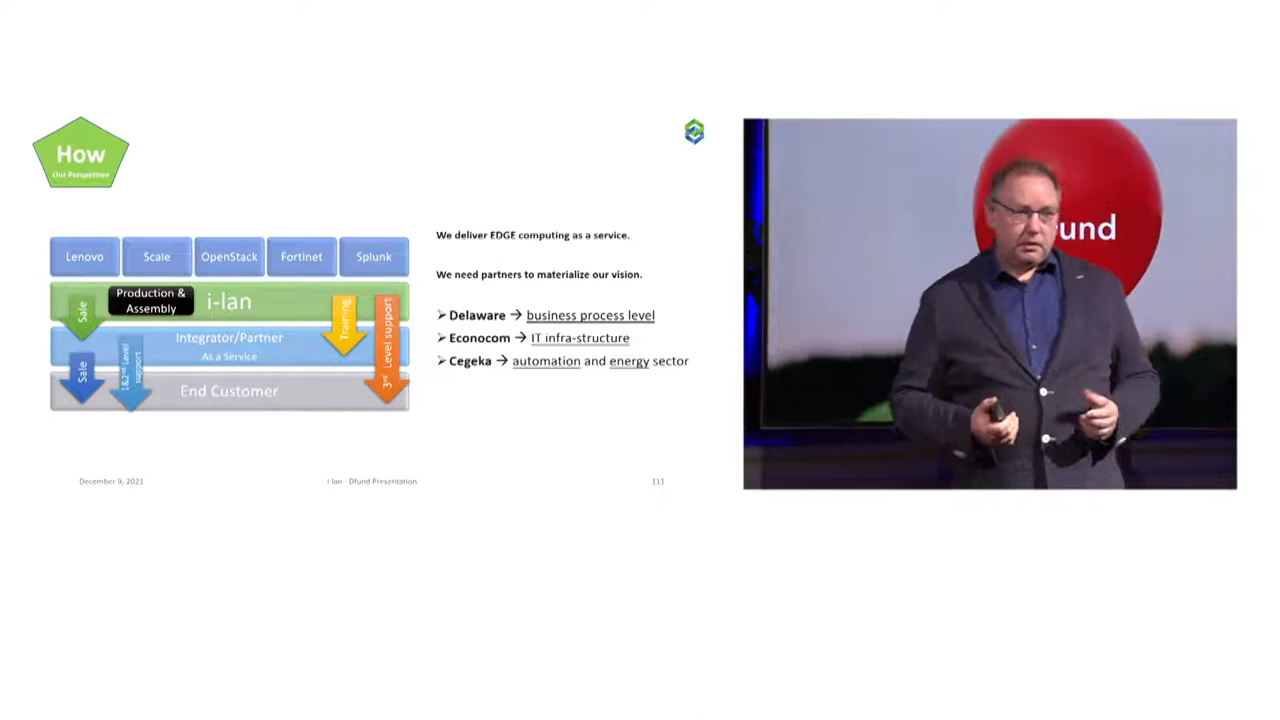 How
Our Perspetive
Lenovo
Scale
OpenStack
Fortinet
Splunk
Production &
Assembly
i-lan
Sale
Training
3rd Level support
Integrator/Partner
As a Service
Sale
1&2nd Level
support
End Customer
We deliver EDGE computing as a service.
We need partners to materialize our vision.
➢ Delaware → business process level
➢ Econocom → IT infra-structure
➢ Cegeka → automation and energy sector
December 9, 2021
i-lan - Dfund Presentation
111
und